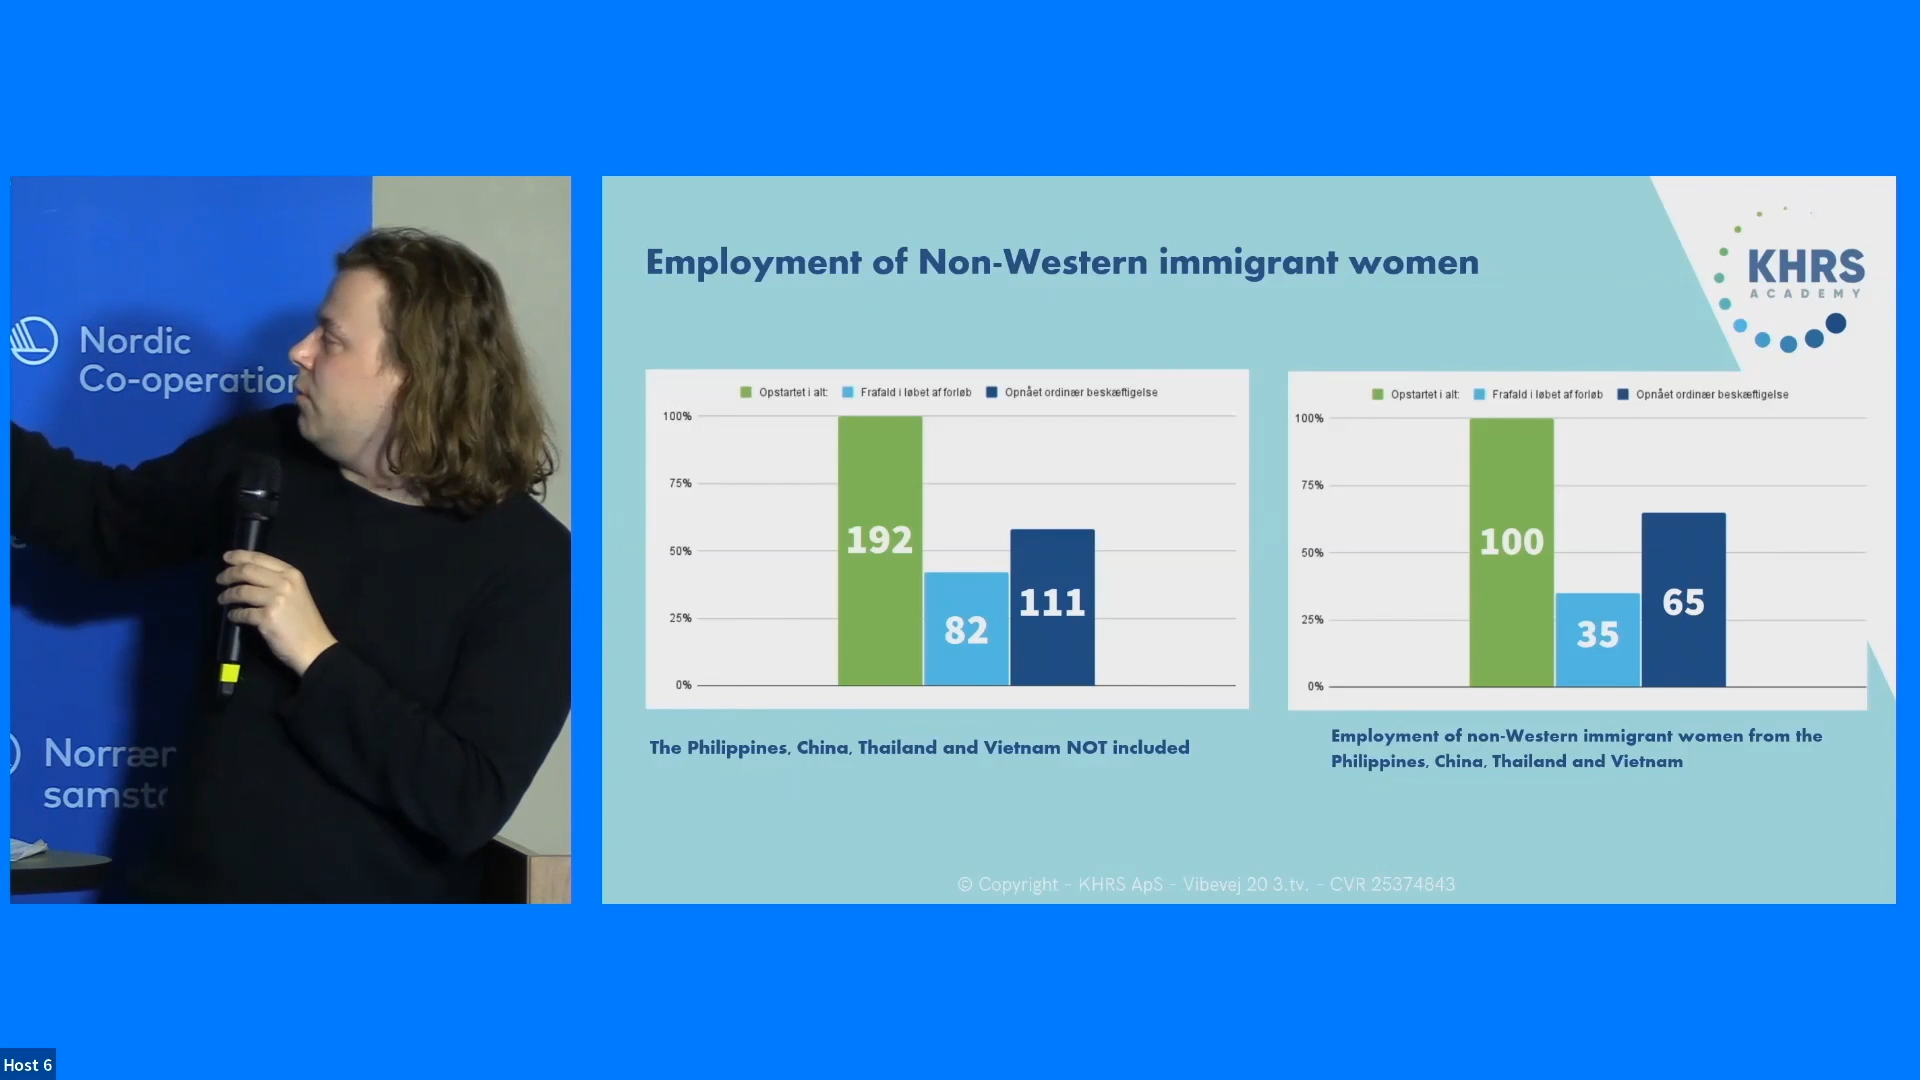 Nordic
Co-operation
Norræn
samst
Employment of Non-Western immigrant women
KHRS
ACADEMY
Opstartet i alt: Frafald i løbet af forløb Opnået ordinær beskæftigelse
100%
75%
50%
25%
0%
192
82
111
The Philippines, China, Thailand and Vietnam NOT included
Opstartet i alt: Frafald i løbet af forløb Opnået ordinær beskæftigelse
100%
75%
50%
25%
0%
100
35
65
Employment of non-Western immigrant women from the
Philippines, China, Thailand and Vietnam
© Copyright - KHRS ApS - Vibevej 20 3.tv. - CVR 25374843
Host 6